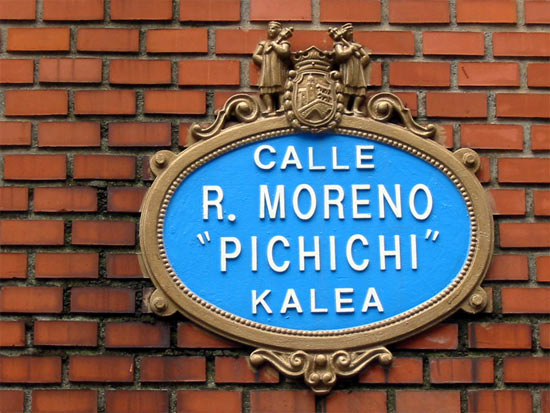 CALLE
R. MORENO
"PICHICHI"
KALEA